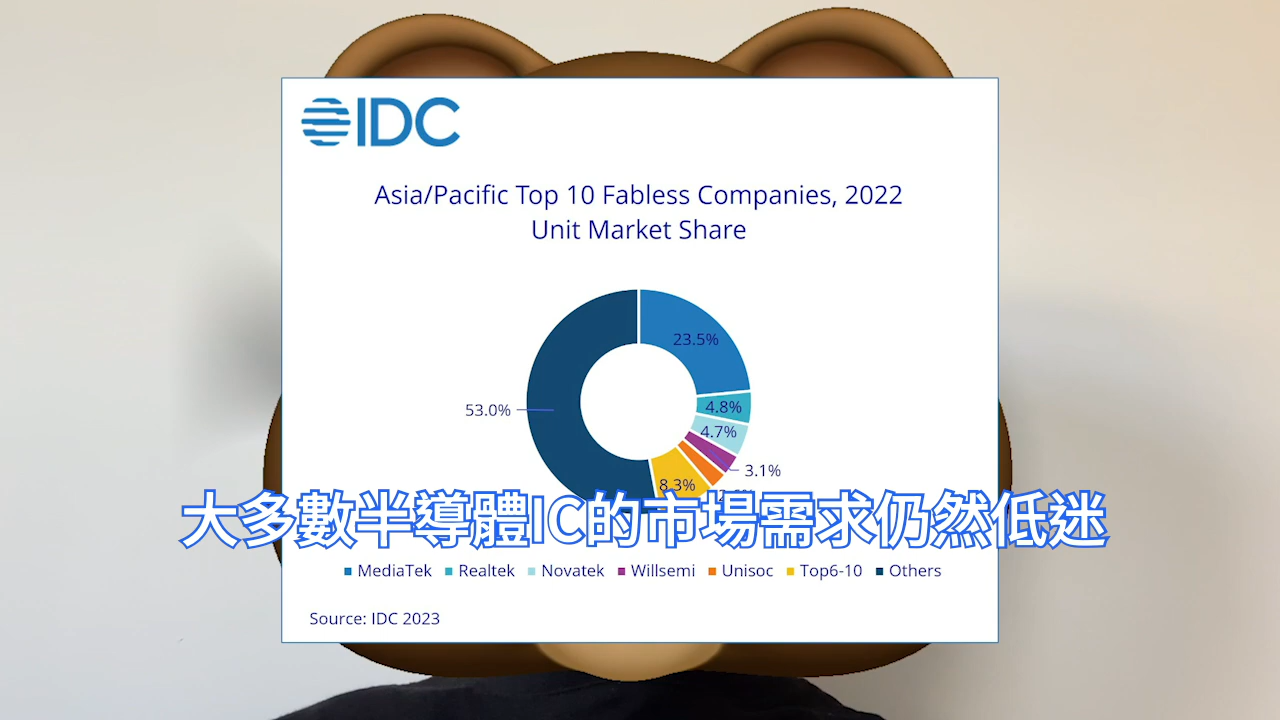 IDC
Asia/Pacific Top 10 Fabless Companies, 2022
Unit Market Share
23.5%
4.8%
4.7%
3.1%
8.3%
53.0%
大多數半導體IC的市場需求仍然低迷
MediaTek Realtek Novatek Willsemi Unisoc Top6-10 Others
Source: IDC 2023